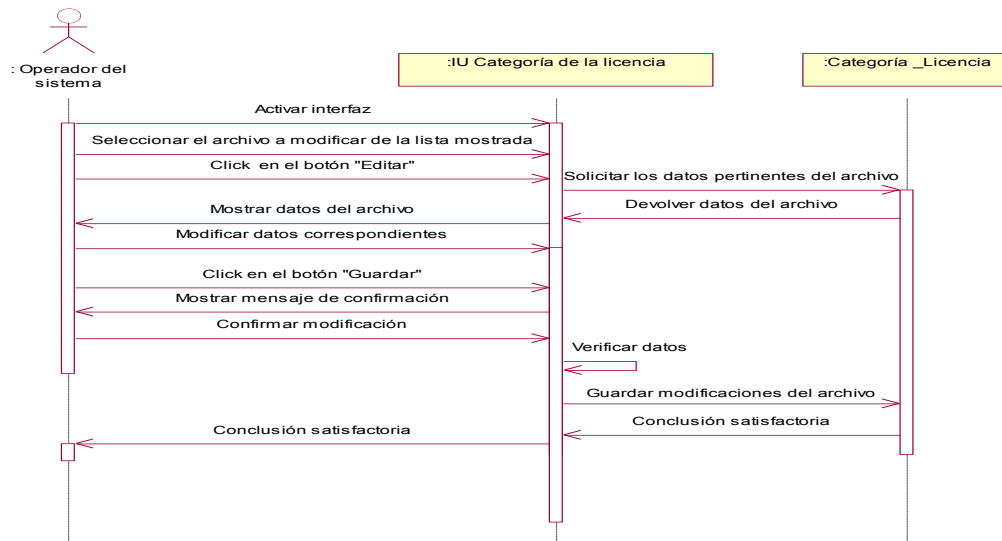 : Operador del
sistema
:IU Categoría de la licencia
:Categoría _Licencia
Activar interfaz
Seleccionar el archivo a modificar de la lista mostrada
Click en el botón "Editar"
Solicitar los datos pertinentes del archivo
Devolver datos del archivo
Mostrar datos del archivo
Modificar datos correspondientes
Click en el botón "Guardar"
Mostrar mensaje de confirmación
Confirmar modificación
Verificar datos
Guardar modificaciones del archivo
Conclusión satisfactoria
Conclusión satisfactoria